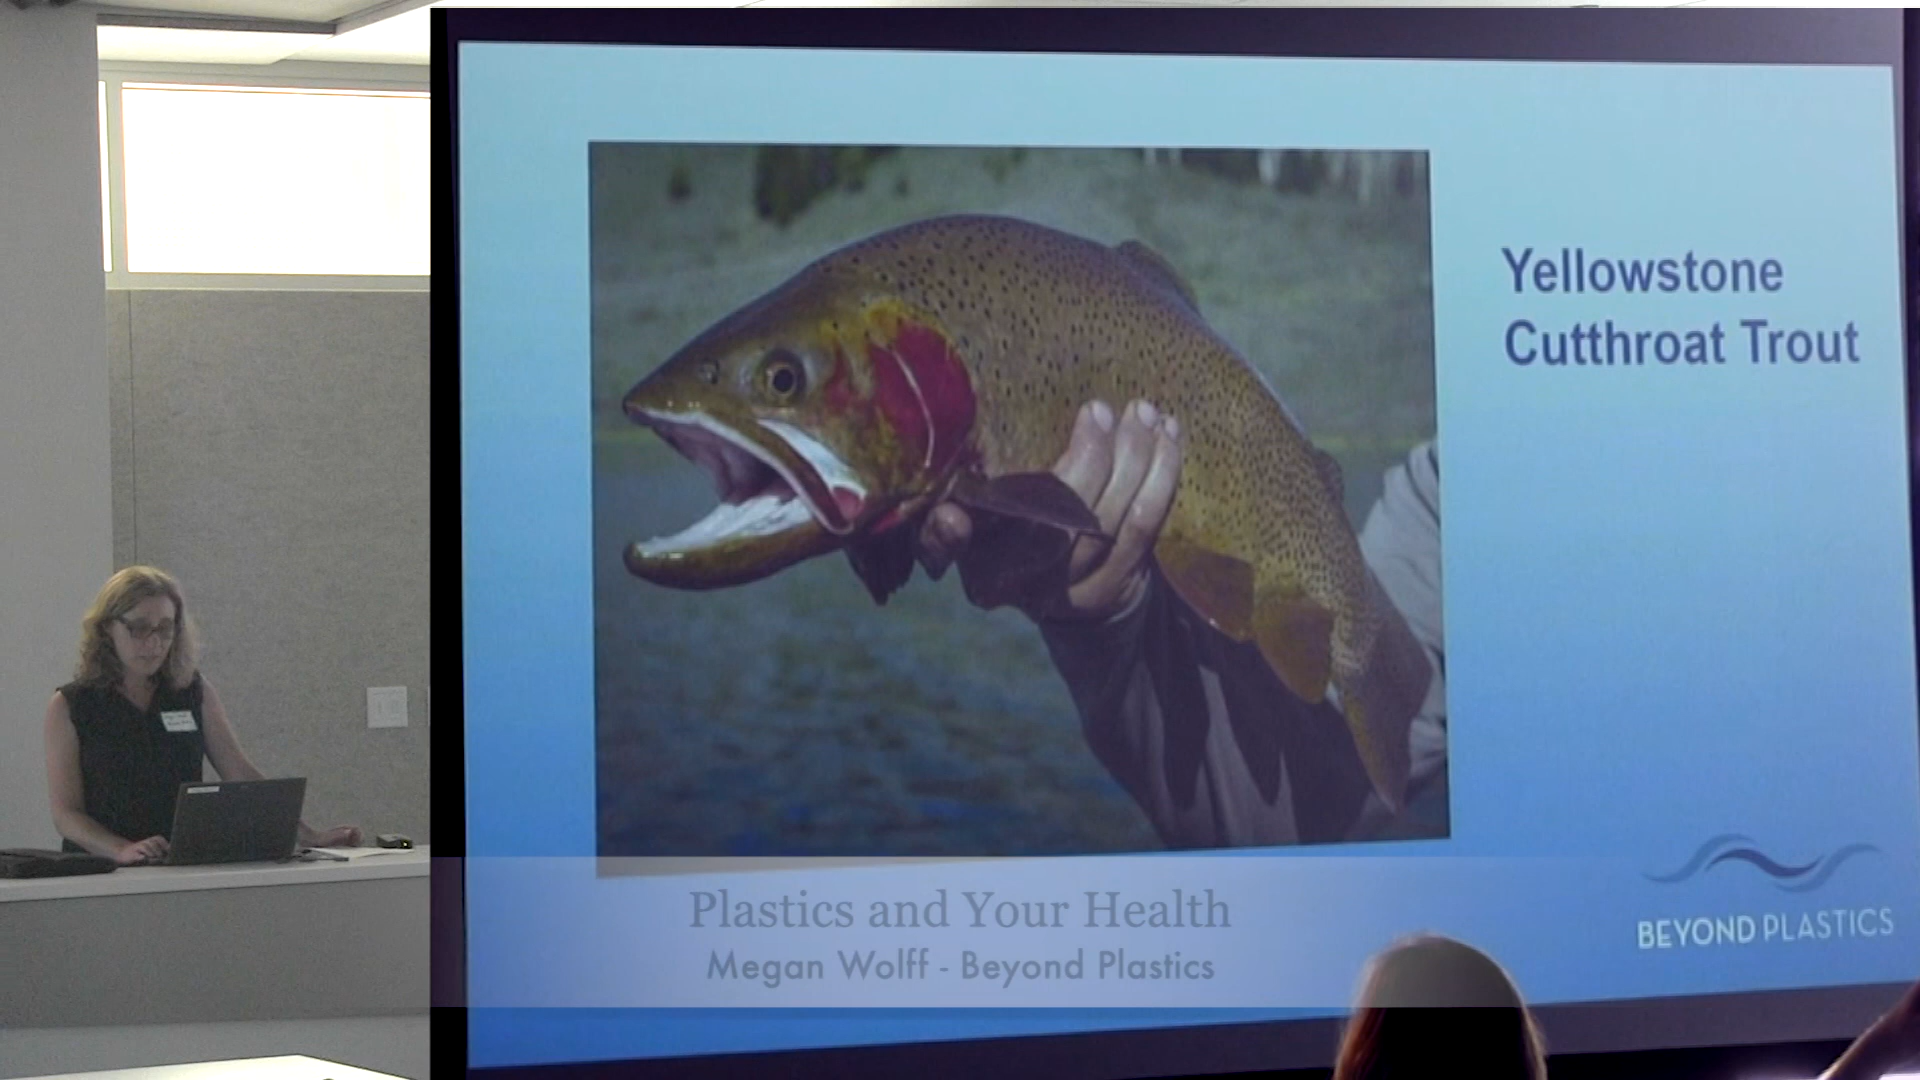 Yellowstone
Cutthroat Trout
BEYOND PLASTICS
Plastics and Your Health
Megan Wolff - Beyond Plastics